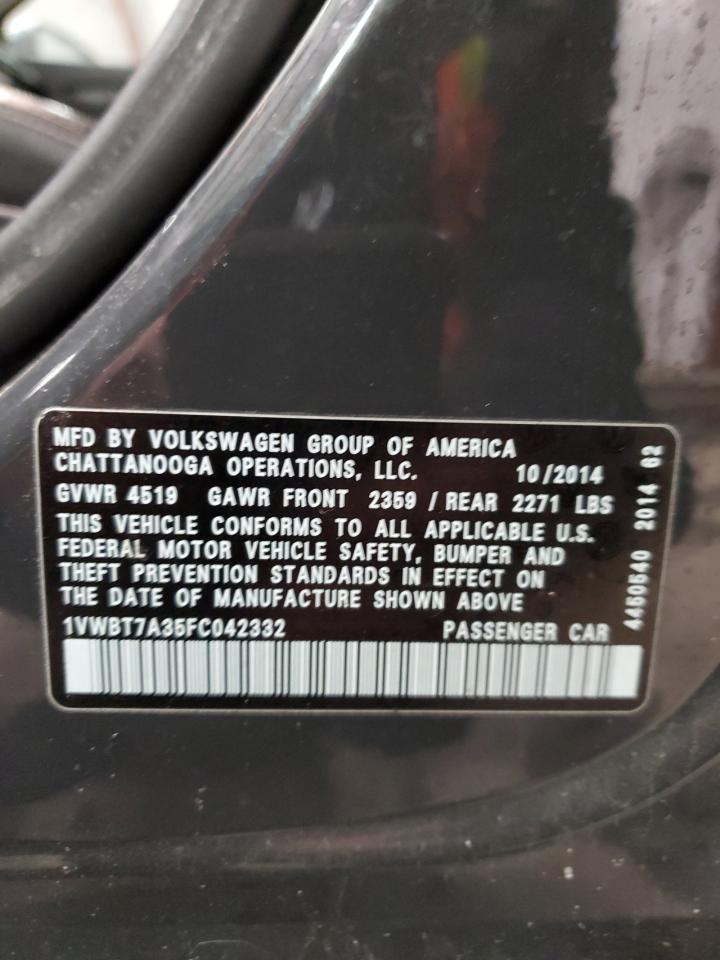 MFD BY VOLKSWAGEN GROUP OF AMERICA
CHATTANOOGA OPERATIONS, LLC. 10/2014
GVWR 4519 GAWR FRONT 2359 / REAR 2271 LBS
THIS VEHICLE CONFORMS TO ALL APPLICABLE U.S.
FEDERAL MOTOR VEHICLE SAFETY, BUMPER AND
THEFT PREVENTION STANDARDS IN EFFECT ON
THE DATE OF MANUFACTURE SHOWN ABOVE
1VWBT7A35FC042332 PASSENGER CAR
4450540 2014 G2